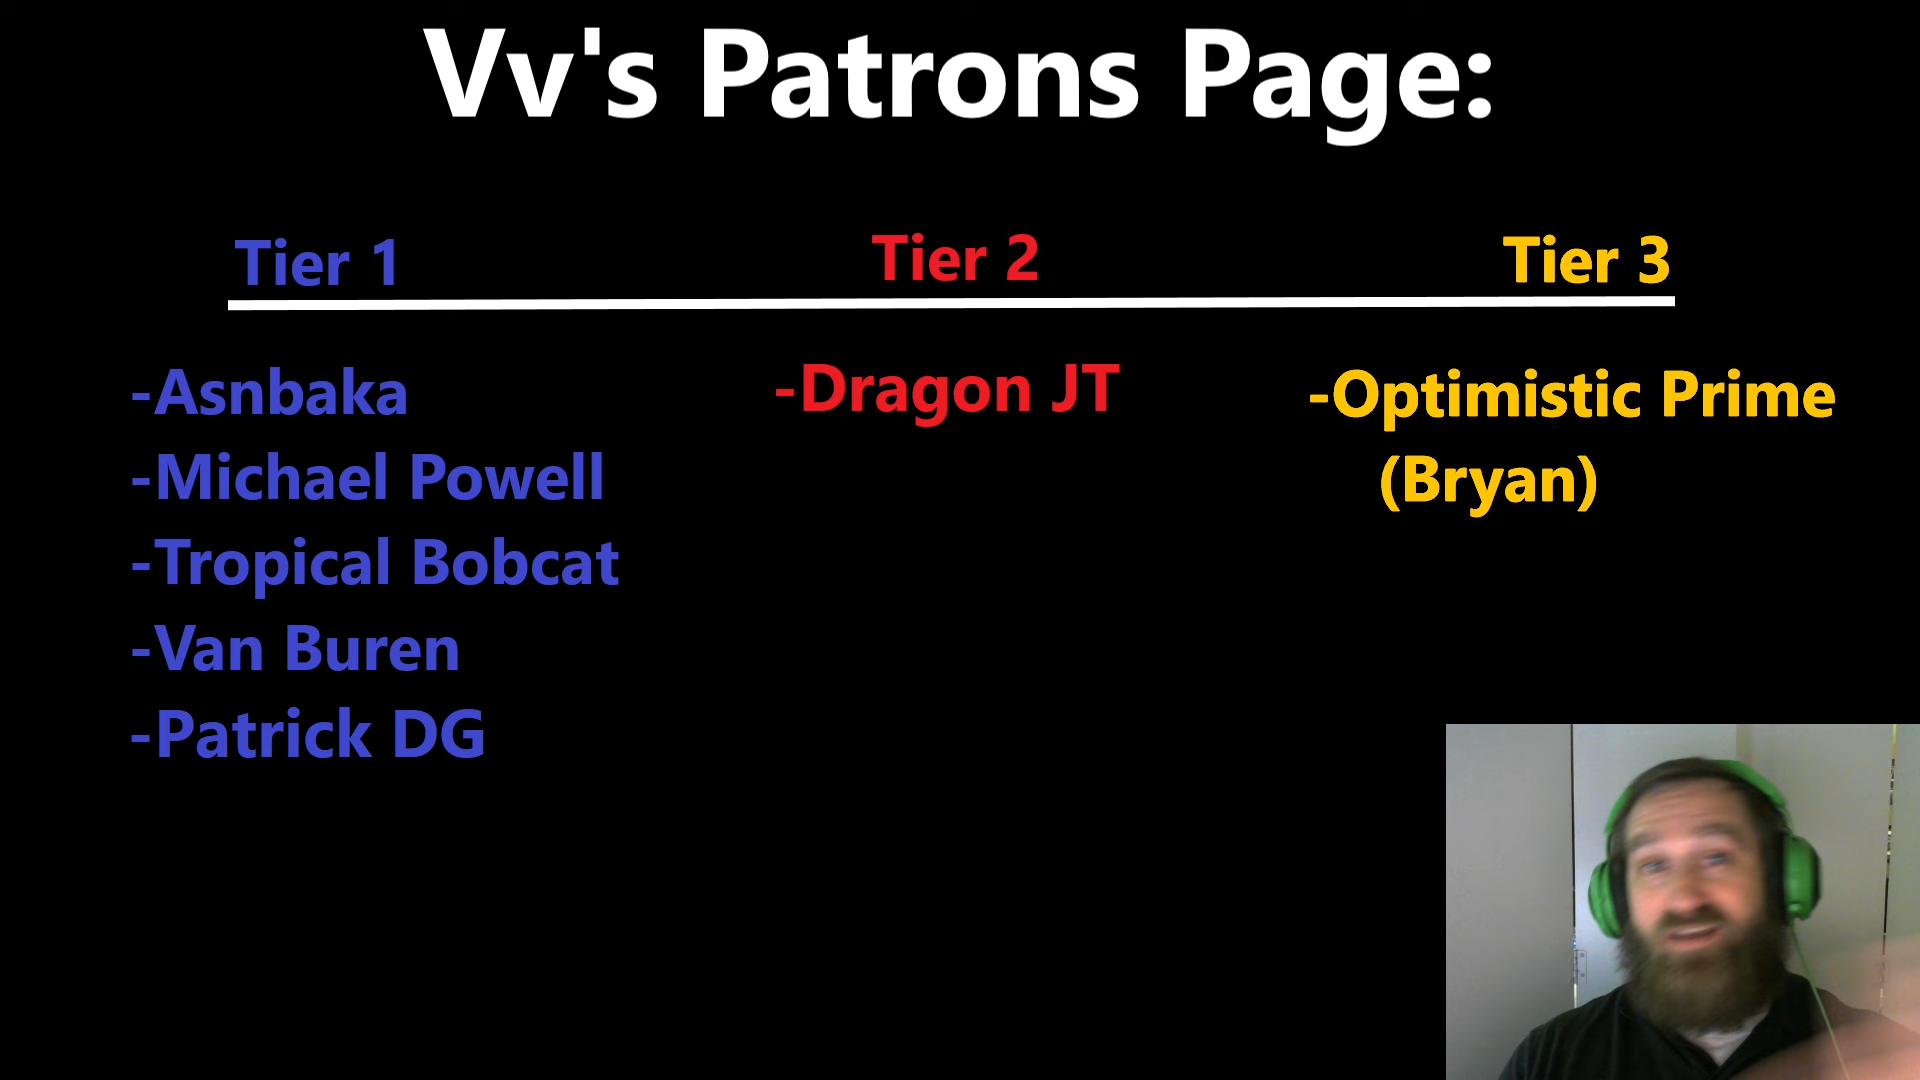 Vv's Patrons Page:
Tier 1
-Asnbaka
-Michael Powell
-Tropical Bobcat
-Van Buren
-Patrick DG
Tier 2
-Dragon JT
Tier 3
-Optimistic Prime
(Bryan)